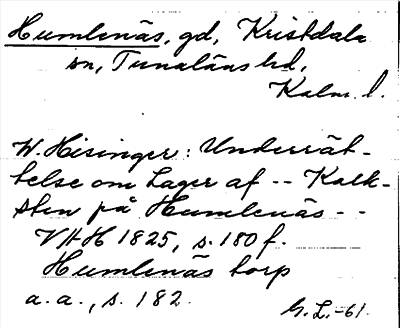 Humlenäs, gd, Kristdala
sn, Tunaläns hd,
Kalm. l.
W. Hisinger: Underrät-
telse om Lager af -- Kalk-
sten på Humlenäs --
VAH 1825, s. 180 f.
Humlenäs torp
a. a., s. 182.
G. L. -61.